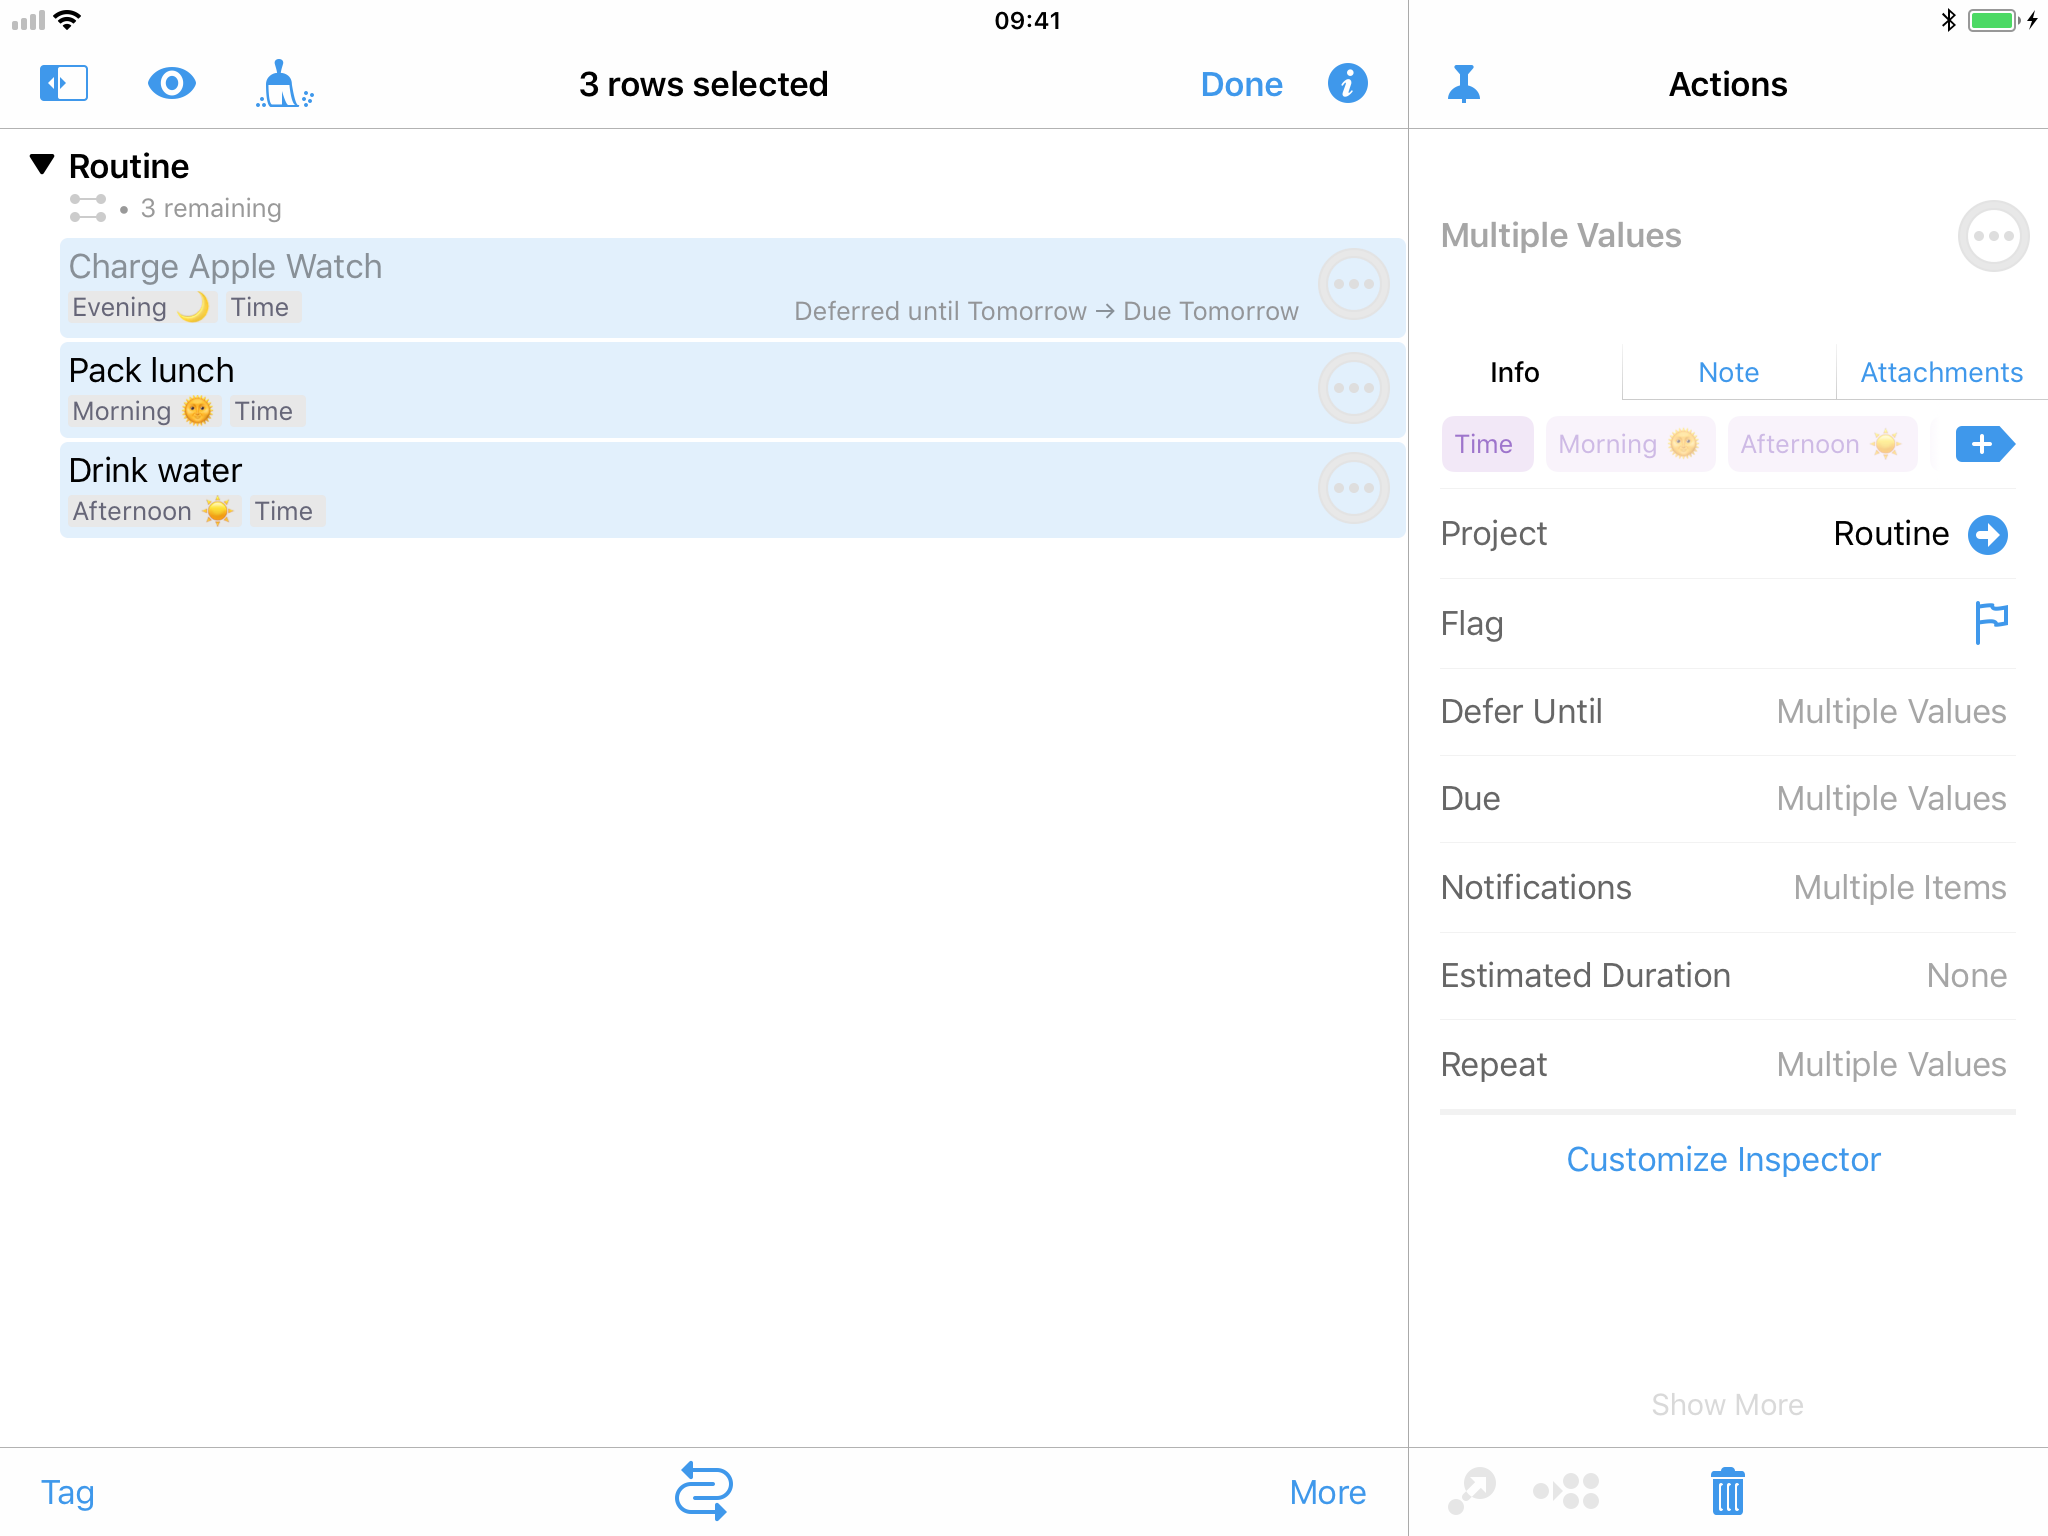 09:41
3 rows selected
Done
Actions
Routine
• 3 remaining
Charge Apple Watch
Evening 🌙 Time
Deferred until Tomorrow → Due Tomorrow
Pack lunch
Morning 🌞 Time
Drink water
Afternoon ☀️ Time
Tag
More
Multiple Values
Info
Note
Attachments
Time
Morning 🌞
Afternoon ☀️
Project
Routine
Flag
Defer Until
Multiple Values
Due
Multiple Values
Notifications
Multiple Items
Estimated Duration
None
Repeat
Multiple Values
Customize Inspector
Show More